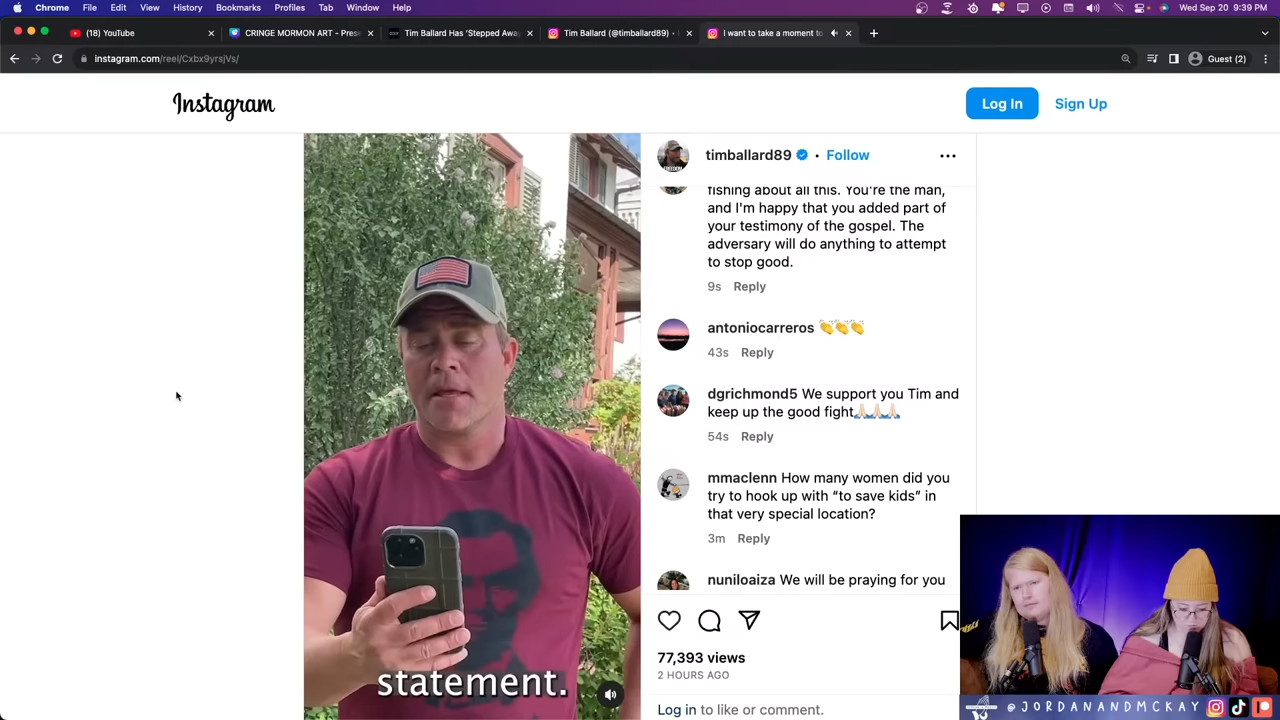 Chrome File Edit View History Bookmarks Profiles Tab Window Help
Wed Sep 20 9:39 PM
(18) YouTube
CRINGE MORMON ART - Prese
Tim Ballard Has 'Stepped Away
Tim Ballard (@timballard89) •
I want to take a moment to
instagram.com/reel/Cxbx9yrsjVs/
Guest (2)
Instagram
Log In
Sign Up
timballard89 • Follow
fishing about all this. You're the man,
and I'm happy that you added part of
your testimony of the gospel. The
adversary will do anything to attempt
to stop good.
9s Reply
antoniocarreros 👏🏻👏🏻👏🏻
43s Reply
dgrichmond5 We support you Tim and
keep up the good fight🙏🏻🙏🏻🙏🏻
54s Reply
mmaclenn How many women did you
try to hook up with “to save kids” in
that very special location?
3m Reply
nuniloaiza We will be praying for you
77,393 views
2 HOURS AGO
Log in to like or comment.
statement.
@JORDANANDMCKAY